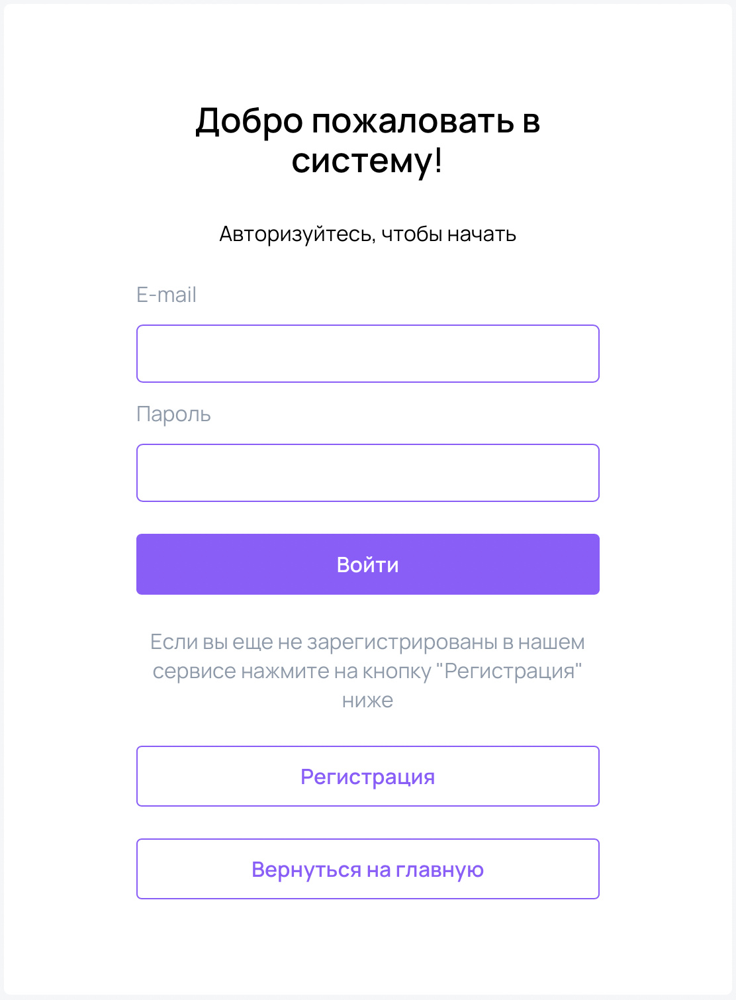 Добро пожаловать в
систему!
Авторизуйтесь, чтобы начать
E-mail
Пароль
Войти
Если вы еще не зарегистрированы в нашем
сервисе нажмите на кнопку "Регистрация"
ниже
Регистрация
Вернуться на главную